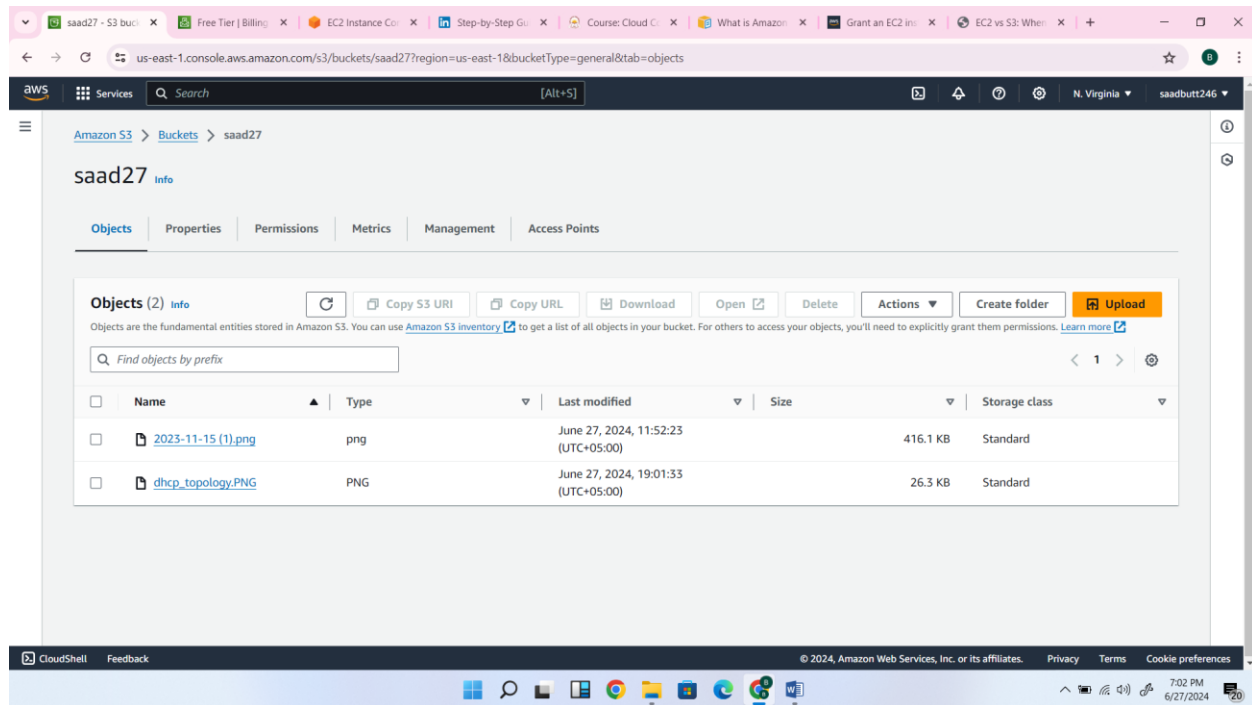 saad27 - S3 buc
Free Tier | Billing
EC2 Instance Cor
Step-by-Step Gu
Course: Cloud C
What is Amazon
Grant an EC2 ins
EC2 vs S3: When
us-east-1.console.aws.amazon.com/s3/buckets/saad27?region=us-east-1&bucketType=general&tab=objects
B
aws
Services
Search
[Alt+S]
N. Virginia ▼
saadbutt246 ▼
Amazon S3 > Buckets > saad27
saad27 Info
Objects
Properties
Permissions
Metrics
Management
Access Points
Objects (2) Info
Copy S3 URI
Copy URL
Download
Open
Delete
Actions ▼
Create folder
Upload
Objects are the fundamental entities stored in Amazon S3. You can use Amazon S3 inventory to get a list of all objects in your bucket. For others to access your objects, you'll need to explicitly grant them permissions. Learn more
Find objects by prefix
< 1 >
Name
Type
Last modified
Size
Storage class
2023-11-15 (1).png
png
June 27, 2024, 11:52:23
(UTC+05:00)
416.1 KB
Standard
dhcp_topology.PNG
PNG
June 27, 2024, 19:01:33
(UTC+05:00)
26.3 KB
Standard
CloudShell
Feedback
© 2024, Amazon Web Services, Inc. or its affiliates.
Privacy
Terms
Cookie preferences
7:02 PM
6/27/2024
20